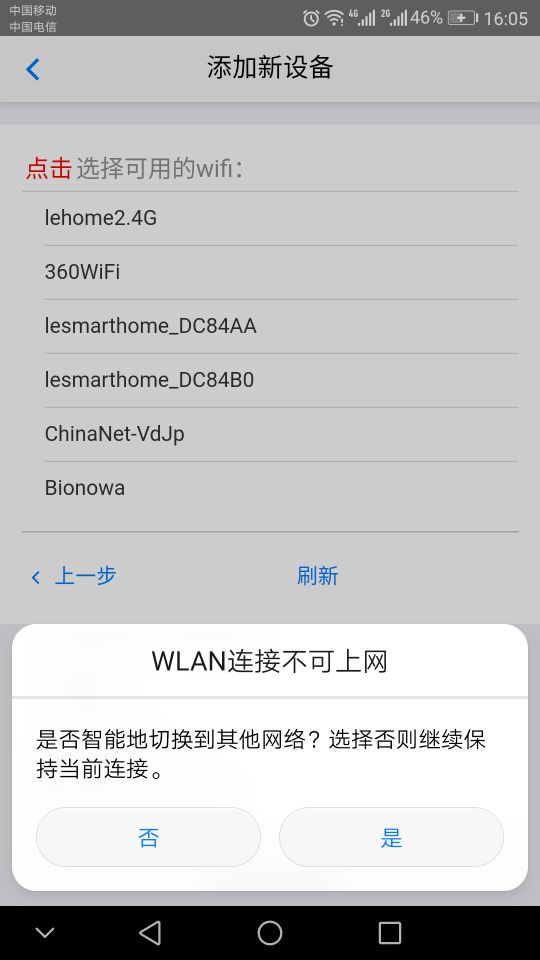 中国移动
中国电信
4G 2G 46% 16:05
添加新设备
点击选择可用的wifi：
lehome2.4G
360WiFi
lesmarthome_DC84AA
lesmarthome_DC84B0
ChinaNet-VdJp
Bionowa
上一步 刷新
WLAN连接不可上网
是否智能地切换到其他网络？选择否则继续保
持当前连接。
否 是